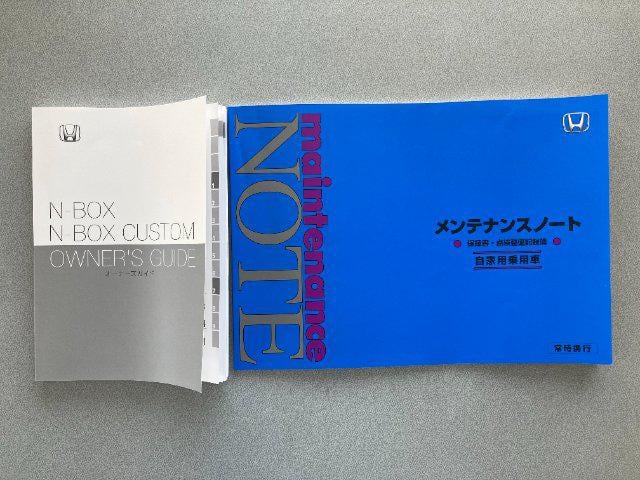 N-BOX
N-BOX CUSTOM
OWNER'S GUIDE
オーナーズガイド
maintenance
NOTE
メンテナンスノート
● 保証書・点検整備記録簿 ●
自家用乗用車
常時携行